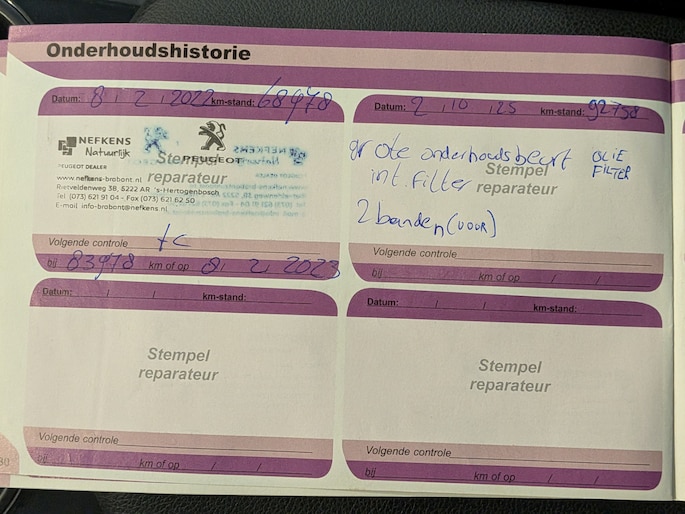 Onderhoudshistorie
Datum: 8 / 2 / 2022 km-stand: 68978
NEFKENS
Natuurlijk
PEUGEOT DEALER
PEUGEOT
Stempel
reparateur
www.nefkens-brabant.nl
Rietveldenweg 38, 5222 AR 's-Hertogenbosch
Tel (073) 621 91 04 - Fax (073) 621 62 50
E-mail info-brabant@nefkens.nl
Volgende controle
bij 83978 km of op 8 / 2 / 2023
Datum: 2 / 10 / 25 km-stand: 92758
grote onderhoudsbeurt OLIE
FILTER
Stempel
reparateur
int. filter
2 banden (VOOR)
Volgende controle
bij km of op / /
Datum: / / km-stand:
Stempel
reparateur
Volgende controle
bij km of op / /
Datum: / / km-stand:
Stempel
reparateur
Volgende controle
bij km of op / /